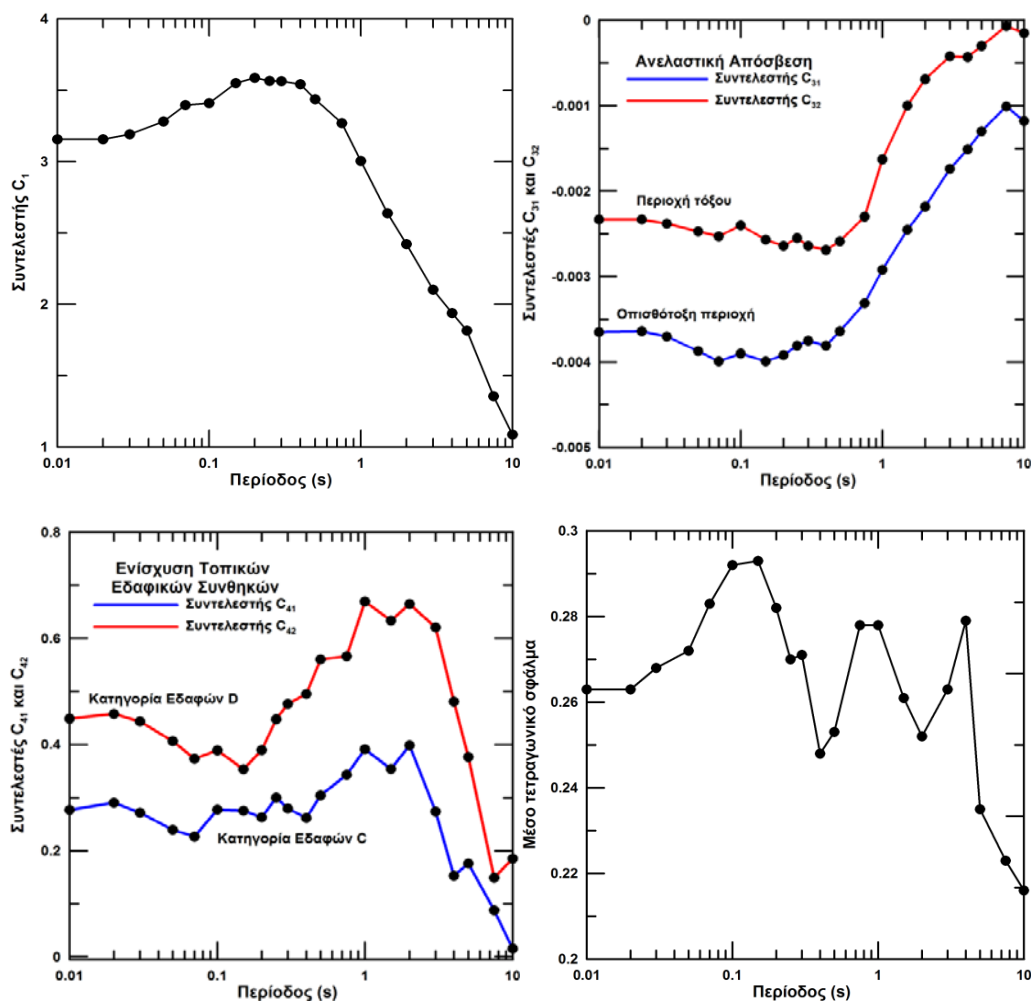 4
3
2
1
0.01
0.1
1
10
Περίοδος (s)
Συντελεστής C₁
0
-0.001
-0.002
-0.003
-0.004
-0.005
0.01
0.1
1
10
Περίοδος (s)
Συντελεστές C₃₁ και C₃₂
Ανελαστική Απόσβεση
Συντελεστής C₃₁
Συντελεστής C₃₂
Περιοχή τόξου
Οπισθότοξη περιοχή
0.8
0.6
0.4
0.2
0
0.01
0.1
1
10
Περίοδος (s)
Συντελεστές C₄₁ και C₄₂
Ενίσχυση Τοπικών
Εδαφικών Συνθηκών
Συντελεστής C₄₁
Συντελεστής C₄₂
Κατηγορία Εδαφών D
Κατηγορία Εδαφών C
0.3
0.28
0.26
0.24
0.22
0.2
0.01
0.1
1
10
Περίοδος (s)
Μέσο τετραγωνικό σφάλμα